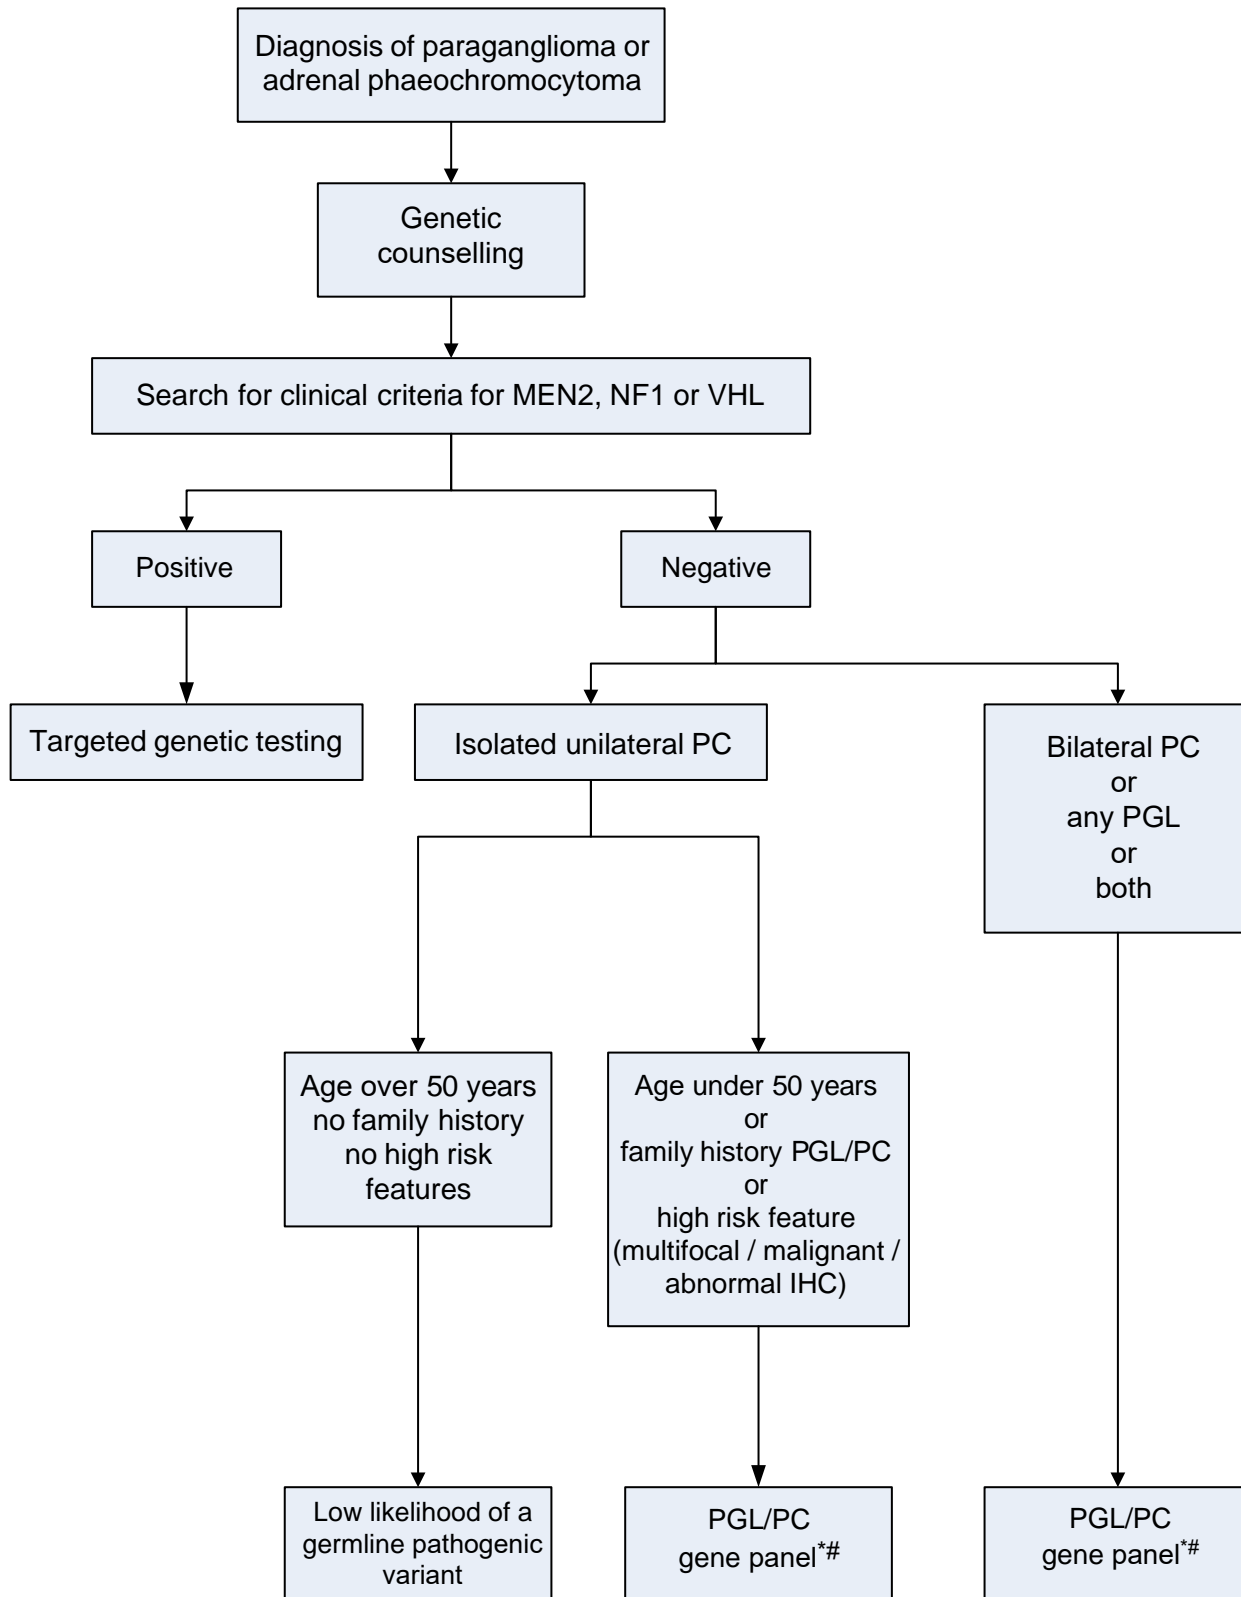 Diagnosis of paraganglioma or
adrenal phaeochromocytoma
Genetic
counselling
Search for clinical criteria for MEN2, NF1 or VHL
Positive
Negative
Targeted genetic testing
Isolated unilateral PC
Bilateral PC
or
any PGL
or
both
Age over 50 years
no family history
no high risk
features
Age under 50 years
or
family history PGL/PC
or
high risk feature
(multifocal / malignant /
abnormal IHC)
Low likelihood of a
germline pathogenic
variant
PGL/PC
gene panel*#
PGL/PC
gene panel*#